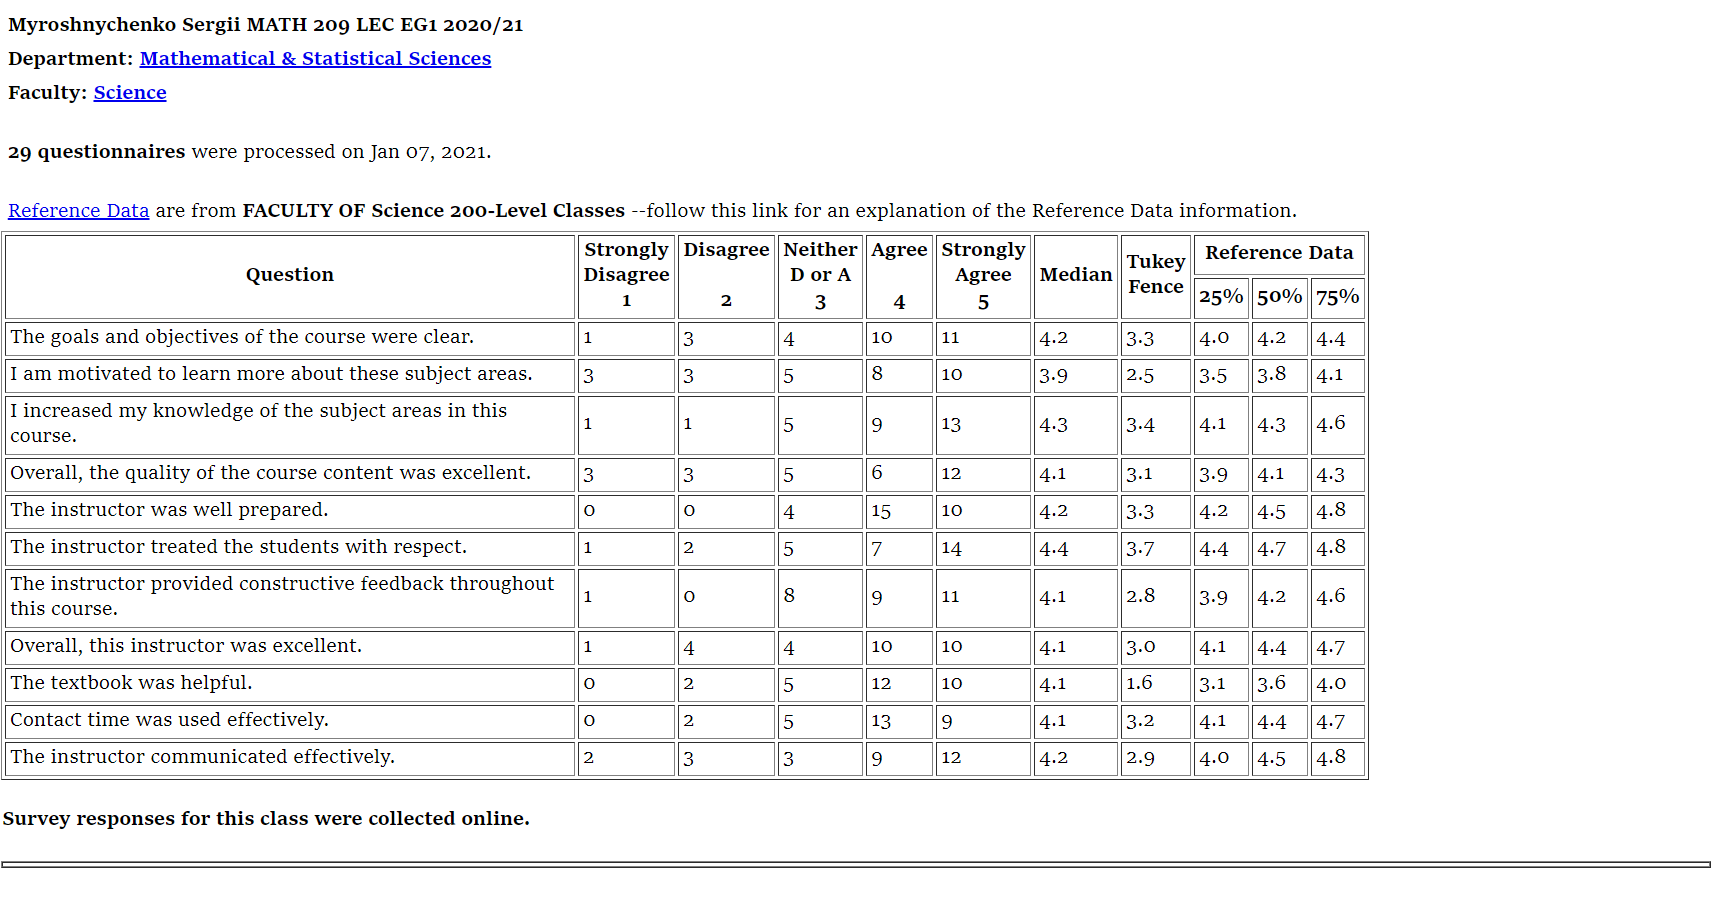 Myroshnychenko Sergii MATH 209 LEC EG1 2020/21
Department: Mathematical & Statistical Sciences
Faculty: Science
29 questionnaires were processed on Jan 07, 2021.
Reference Data are from FACULTY OF Science 200-Level Classes --follow this link for an explanation of the Reference Data information.
Question Strongly Disagree 1 Disagree 2 Neither D or A 3 Agree 4 Strongly Agree 5 Median Tukey Fence Reference Data
25% 50% 75%
The goals and objectives of the course were clear. 1 3 4 10 11 4.2 3.3 4.0 4.2 4.4
I am motivated to learn more about these subject areas. 3 3 5 8 10 3.9 2.5 3.5 3.8 4.1
I increased my knowledge of the subject areas in this
course. 1 1 5 9 13 4.3 3.4 4.1 4.3 4.6
Overall, the quality of the course content was excellent. 3 3 5 6 12 4.1 3.1 3.9 4.1 4.3
The instructor was well prepared. 0 0 4 15 10 4.2 3.3 4.2 4.5 4.8
The instructor treated the students with respect. 1 2 5 7 14 4.4 3.7 4.4 4.7 4.8
The instructor provided constructive feedback throughout
this course. 1 0 8 9 11 4.1 2.8 3.9 4.2 4.6
Overall, this instructor was excellent. 1 4 4 10 10 4.1 3.0 4.1 4.4 4.7
The textbook was helpful. 0 2 5 12 10 4.1 1.6 3.1 3.6 4.0
Contact time was used effectively. 0 2 5 13 9 4.1 3.2 4.1 4.4 4.7
The instructor communicated effectively. 2 3 3 9 12 4.2 2.9 4.0 4.5 4.8
Survey responses for this class were collected online.